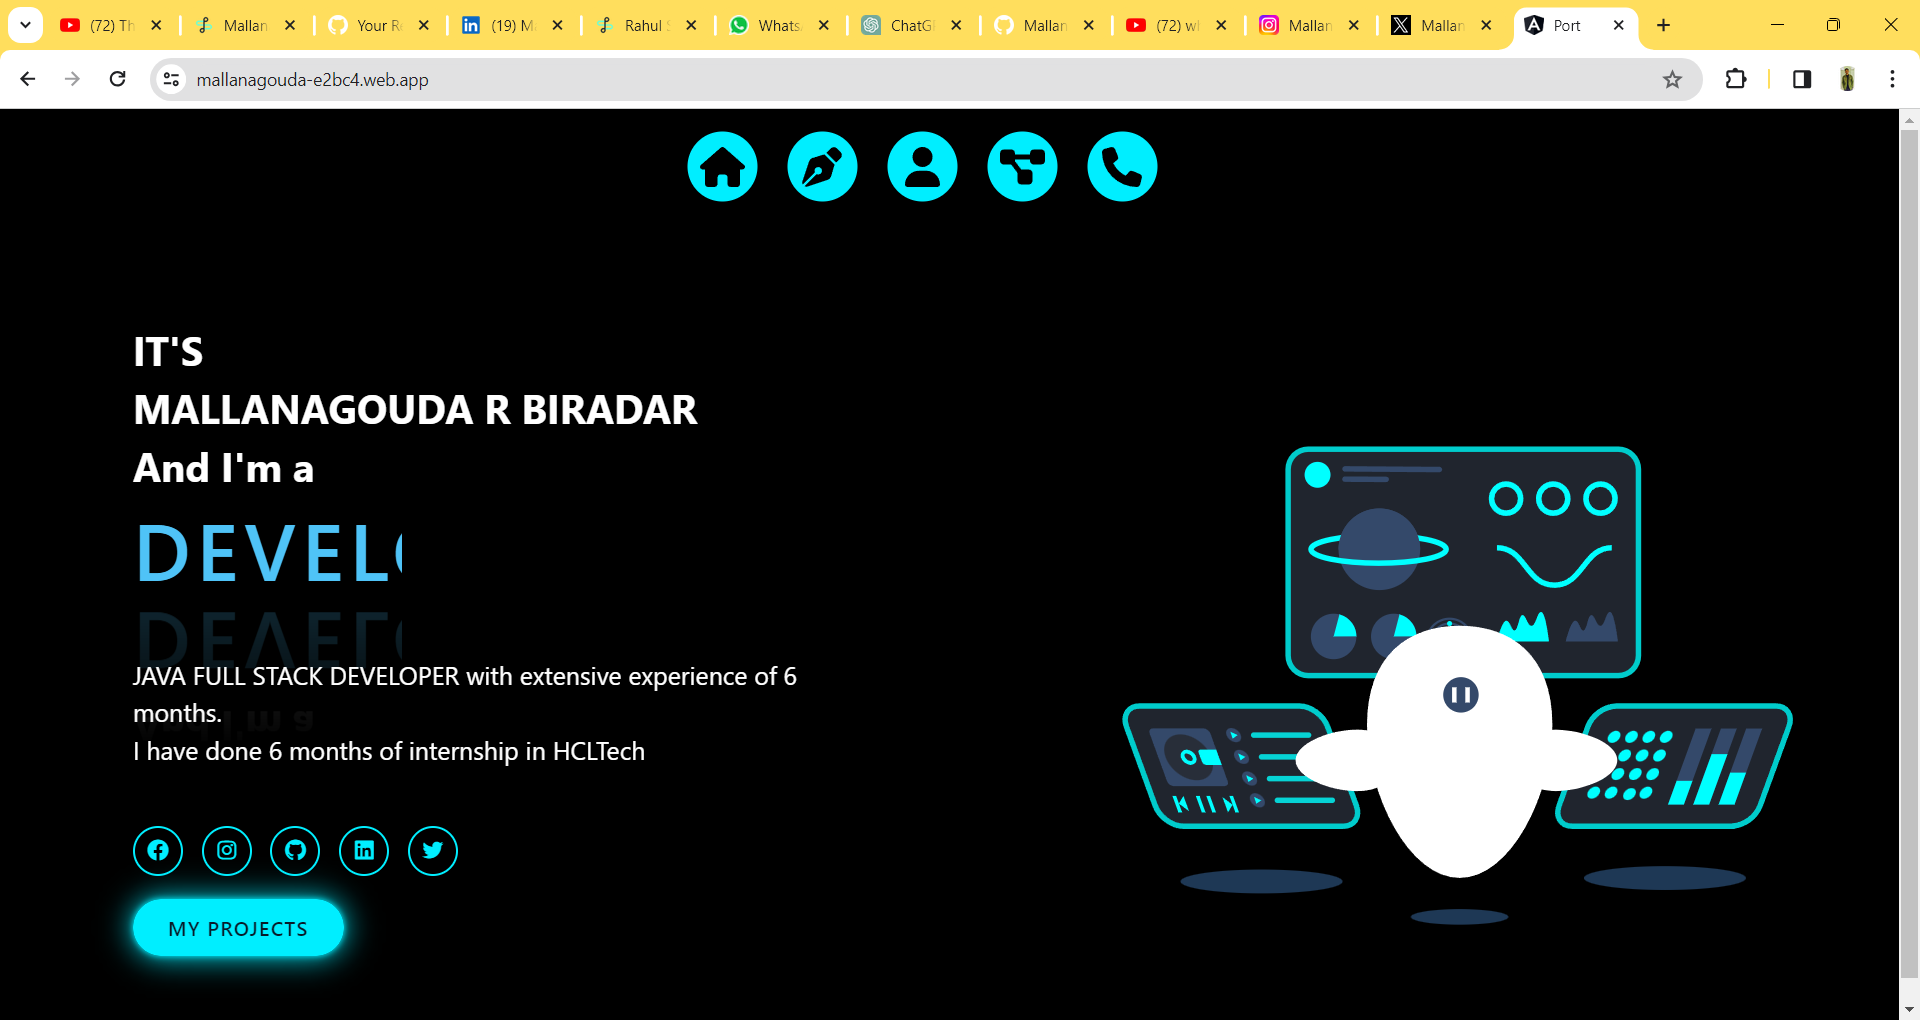 (72) Th
Mallan
Your Re
(19) M
Rahul S
Whats
ChatG
Mallan
(72) wh
Mallan
Mallan
Port
mallanagouda-e2bc4.web.app
IT'S
MALLANAGOUDA R BIRADAR
And I'm a
DEVEL
JAVA FULL STACK DEVELOPER with extensive experience of 6
months.
I have done 6 months of internship in HCLTech
MY PROJECTS